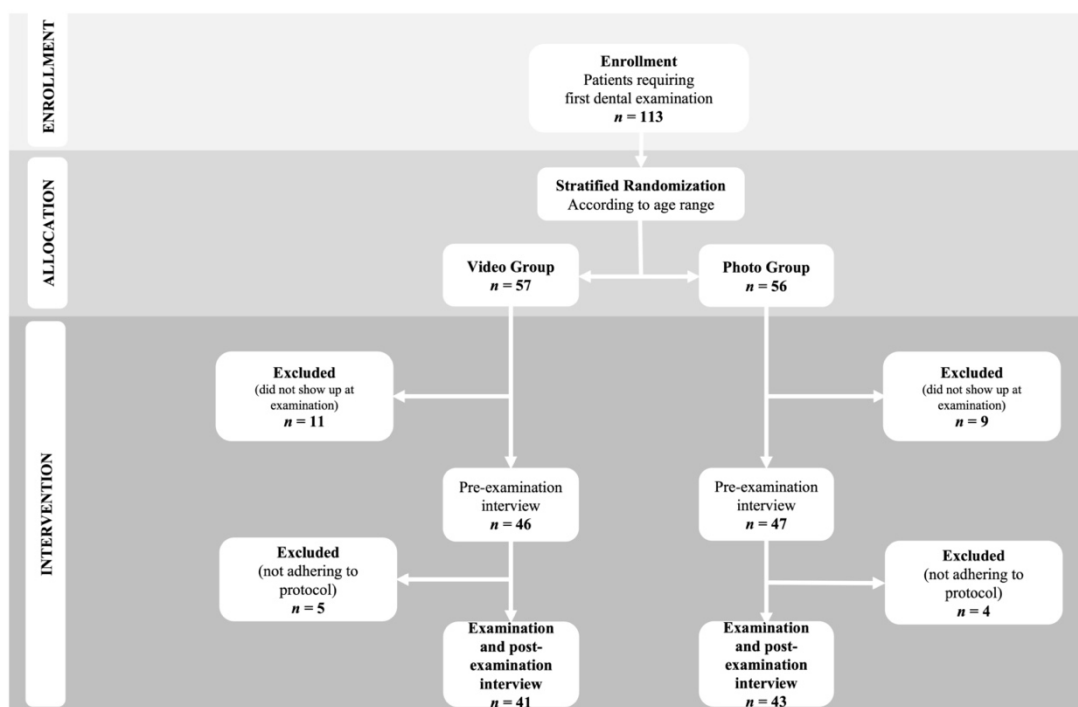 ENROLLMENT
Enrollment
Patients requiring
first dental examination
n = 113
ALLOCATION
Stratified Randomization
According to age range
Video Group
n = 57
Photo Group
n = 56
INTERVENTION
Excluded
(did not show up at
examination)
n = 11
Excluded
(did not show up at
examination)
n = 9
Pre-examination
interview
n = 46
Pre-examination
interview
n = 47
Excluded
(not adhering to
protocol)
n = 5
Excluded
(not adhering to
protocol)
n = 4
Examination
and post-
examination
interview
n = 41
Examination
and post-
examination
interview
n = 43